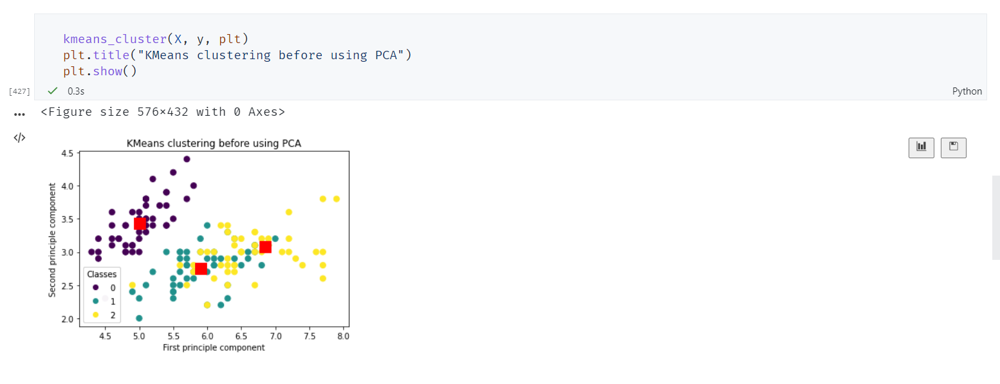 kmeans_cluster(X, y, plt)
plt.title("KMeans clustering before using PCA")
plt.show()
[427]
0.3s
Python
<Figure size 576×432 with 0 Axes>
KMeans clustering before using PCA
4.5
4.0
3.5
3.0
2.5
2.0
Second principle component
Classes
0
1
2
4.5 5.0 5.5 6.0 6.5 7.0 7.5 8.0
First principle component